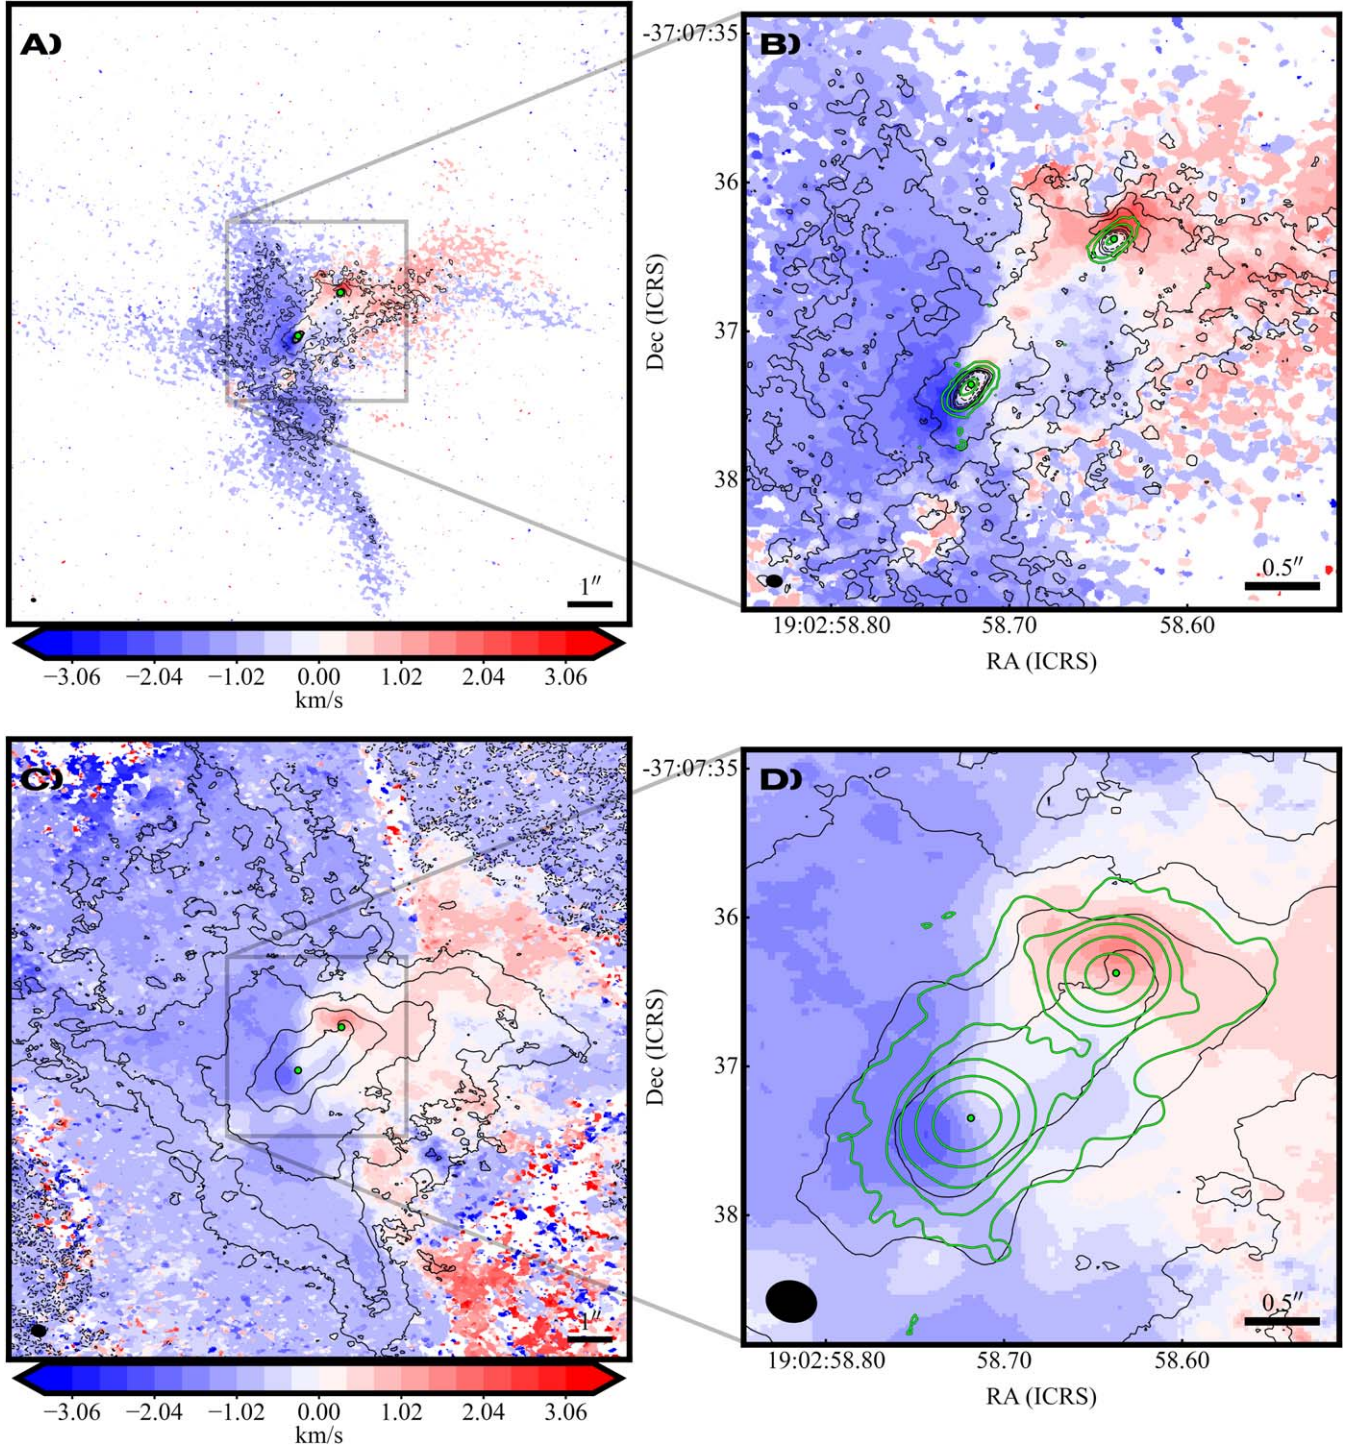 A)
1″
−3.06 −2.04 −1.02 0.00 1.02 2.04 3.06
km/s
B)
-37:07:35
36
37
38
Dec (ICRS)
0.5″
19:02:58.80 58.70 58.60
RA (ICRS)
C)
1″
−3.06 −2.04 −1.02 0.00 1.02 2.04 3.06
km/s
D)
-37:07:35
36
37
38
Dec (ICRS)
0.5″
19:02:58.80 58.70 58.60
RA (ICRS)